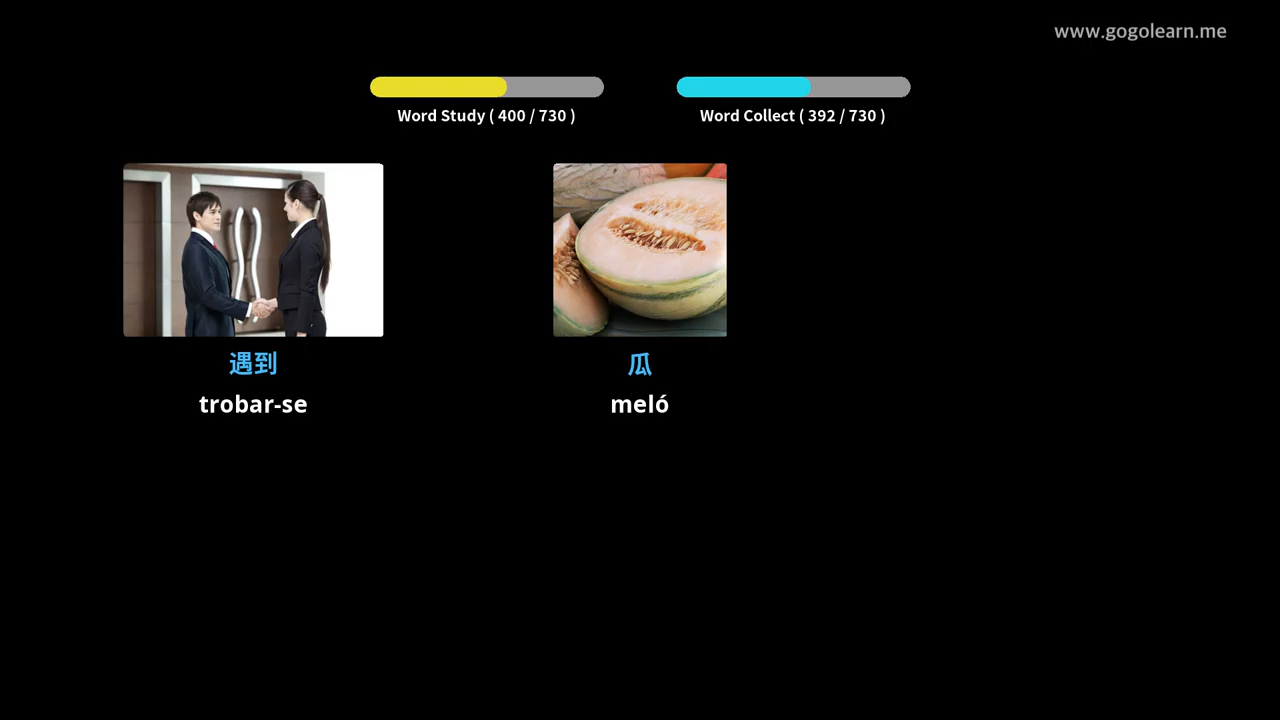 www.gogolearn.me
Word Study ( 400 / 730 )
Word Collect ( 392 / 730 )
遇到
trobar-se
瓜
meló